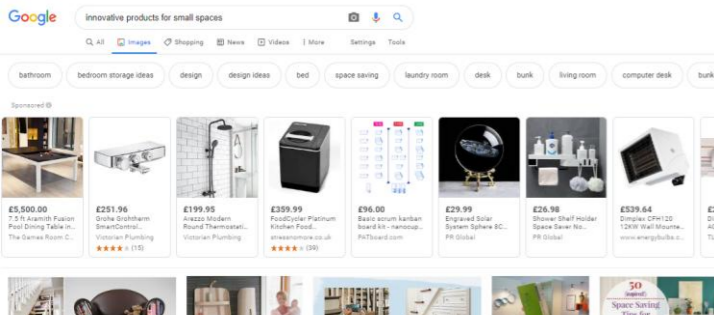 Google
innovative products for small spaces
All Images Shopping News Videos More Settings Tools
bathroom bedroom storage ideas design design ideas bed space saving laundry room desk bunk living room computer desk bunk
Sponsored
£5,500.00
7.5 ft Aramith Fusion
Pool Dining Table in...
The Games Room C...
£251.96
Grohe Grohtherm
SmartControl...
Victorian Plumbing
(15)
£199.95
Arezzo Modern
Round Thermostati...
Victorian Plumbing
£359.99
FoodCycler Platinum
Kitchen Food...
(39)
£96.00
Basic scrum kanban
board kit - nanocup...
PATboard.com
£29.99
Engraved Solar
System Sphere 8C...
PR Global
£26.98
Shower Shelf Holder
Space Saver No...
PR Global
£539.64
Dimplex CFH120
12KW Wall Mounte...
www.energybulbs.c...
50
Space Saving
Tips for